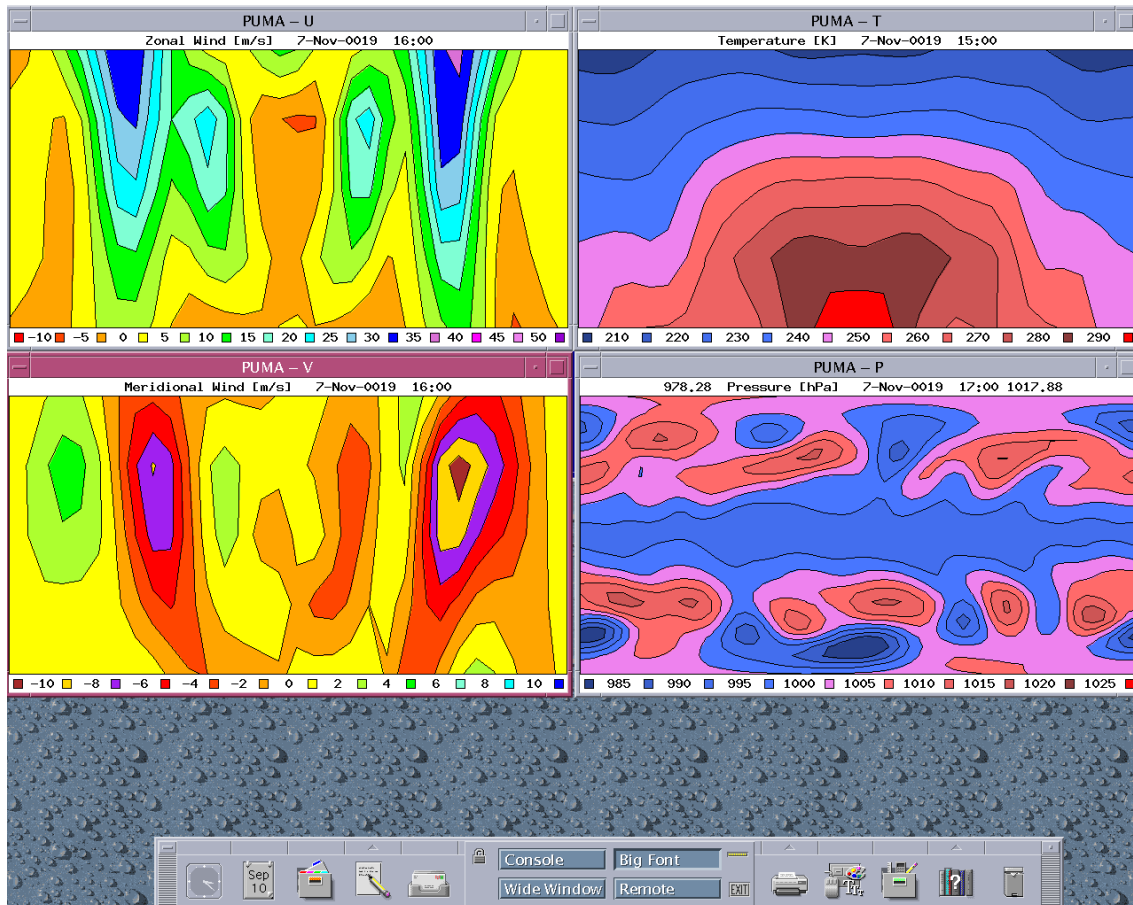 PUMA – U
Zonal Wind [m/s] 7-Nov-0019 16:00
-10 -5 0 5 10 15 20 25 30 35 40 45 50
PUMA – T
Temperature [K] 7-Nov-0019 15:00
210 220 230 240 250 260 270 280 290
PUMA – V
Meridional Wind [m/s] 7-Nov-0019 16:00
-10 -8 -6 -4 -2 0 2 4 6 8 10
PUMA – P
978.28 Pressure [hPa] 7-Nov-0019 17:00 1017.88
985 990 995 1000 1005 1010 1015 1020 1025
Sep
10
Console
Big Font
Wide Window
Remote
EXIT
?